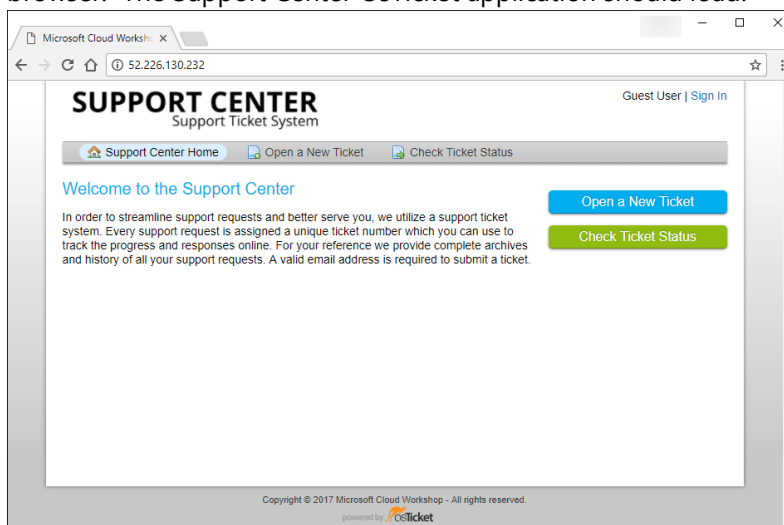 browser. The Support Center OSTicket application should load.
Microsoft Cloud Worksho
52.226.130.232
SUPPORT CENTER
Support Ticket System
Guest User | Sign In
Support Center Home
Open a New Ticket
Check Ticket Status
Welcome to the Support Center
In order to streamline support requests and better serve you, we utilize a support ticket
system. Every support request is assigned a unique ticket number which you can use to
track the progress and responses online. For your reference we provide complete archives
and history of all your support requests. A valid email address is required to submit a ticket.
Open a New Ticket
Check Ticket Status
Copyright © 2017 Microsoft Cloud Workshop - All rights reserved.
powered by osTicket